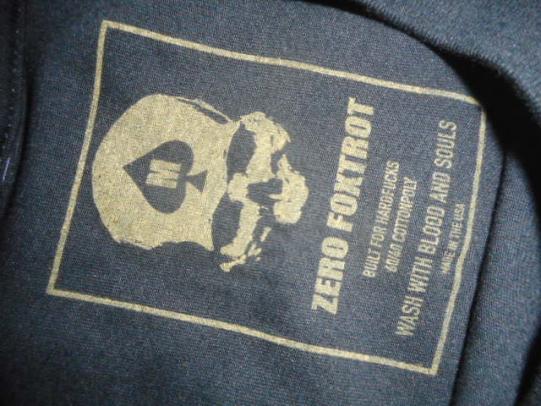 M
ZERO FOXTROT
BUILT FOR HARDFUCKS
60/40 COTTON/POLY
WASH WITH BLOOD AND SOULS
MADE IN THE USA